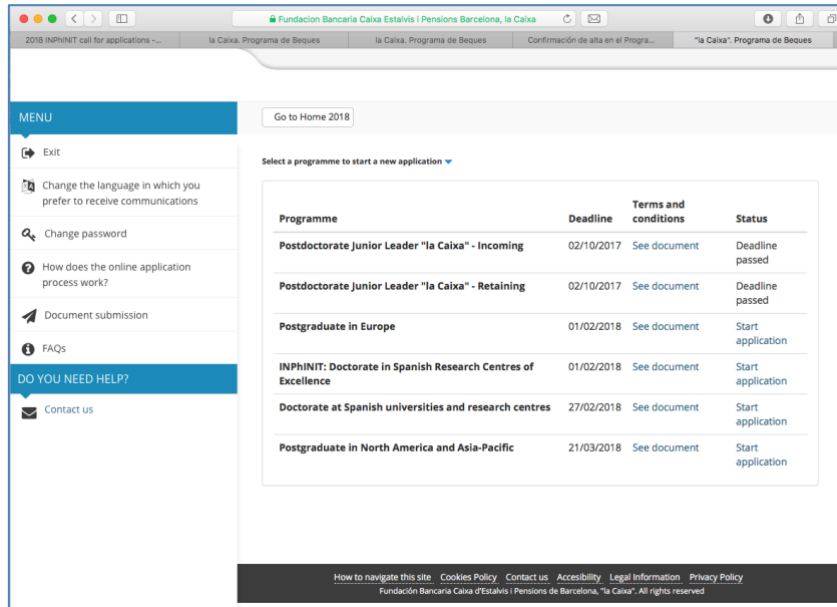 Fundacion Bancaria Caixa Estalvis i Pensions Barcelona, la Caixa
2018 INPhINIT call for applications -...
la Caixa. Programa de Beques
la Caixa. Programa de Beques
Confirmación de alta en el Progra...
"la Caixa". Programa de Beques
MENU
Go to Home 2018
Exit
Select a programme to start a new application
Change the language in which you
prefer to receive communications
Change password
How does the online application
process work?
Document submission
FAQs
DO YOU NEED HELP?
Contact us
Programme Deadline Terms and
conditions Status
Postdoctorate Junior Leader "la Caixa" - Incoming 02/10/2017 See document Deadline
passed
Postdoctorate Junior Leader "la Caixa" - Retaining 02/10/2017 See document Deadline
passed
Postgraduate in Europe 01/02/2018 See document Start
application
INPhINIT: Doctorate in Spanish Research Centres of 01/02/2018 See document Start
Excellence application
Doctorate at Spanish universities and research centres 27/02/2018 See document Start
application
Postgraduate in North America and Asia-Pacific 21/03/2018 See document Start
application
How to navigate this site Cookies Policy Contact us Accesibility Legal Information Privacy Policy
Fundación Bancaria Caixa d'Estalvis i Pensions de Barcelona, "la Caixa". All rights reserved